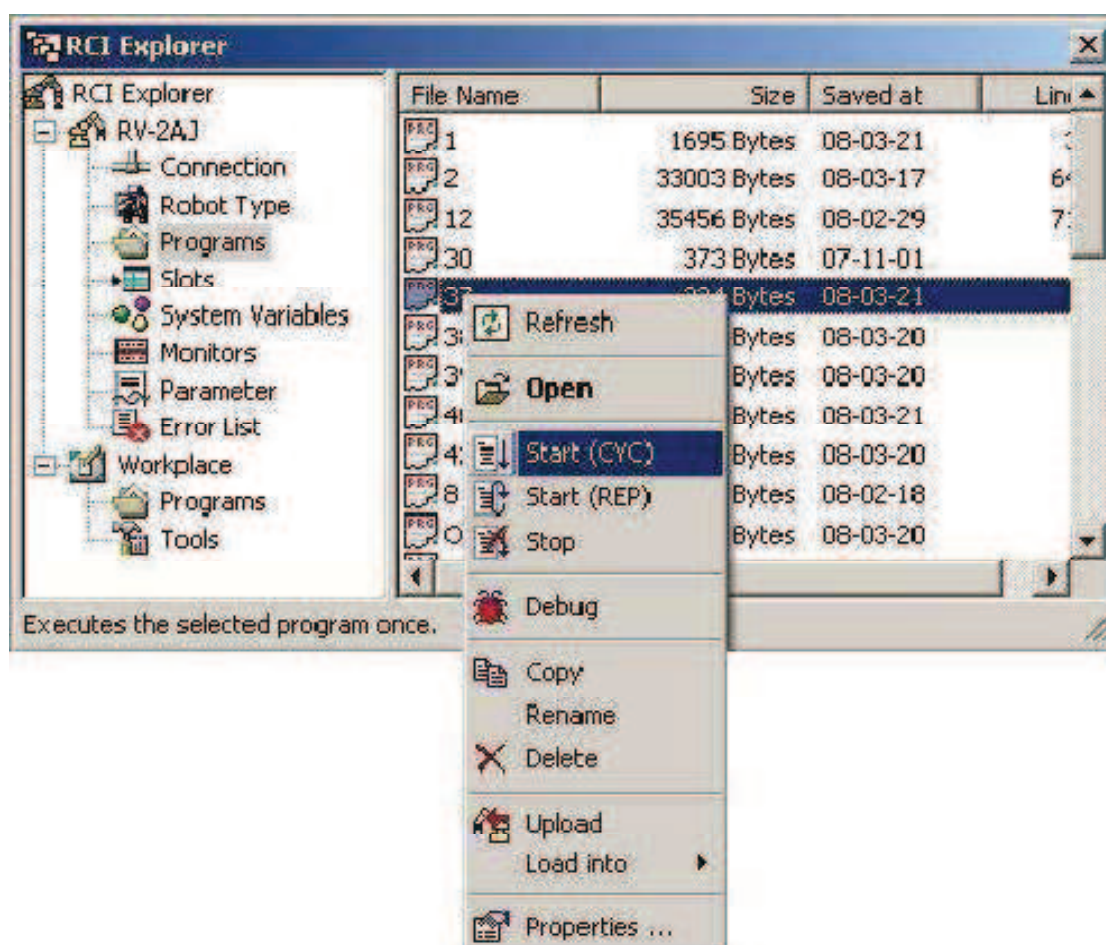 RCI Explorer
RCI Explorer
RV-2AJ
Connection
Robot Type
Programs
Slots
System Variables
Monitors
Parameter
Error List
Workplace
Programs
Tools
File Name Size Saved at
1 1695 Bytes 08-03-21
2 33003 Bytes 08-03-17
12 35456 Bytes 08-02-29
30 373 Bytes 07-11-01
Bytes 08-03-21
Bytes 08-03-20
Bytes 08-03-20
Bytes 08-03-21
Bytes 08-03-20
8 Bytes 08-02-18
Bytes 08-03-20
Refresh
Open
Start (CYC)
Start (REP)
Stop
Debug
Copy
Rename
Delete
Upload
Load into
Properties ...
Executes the selected program once.